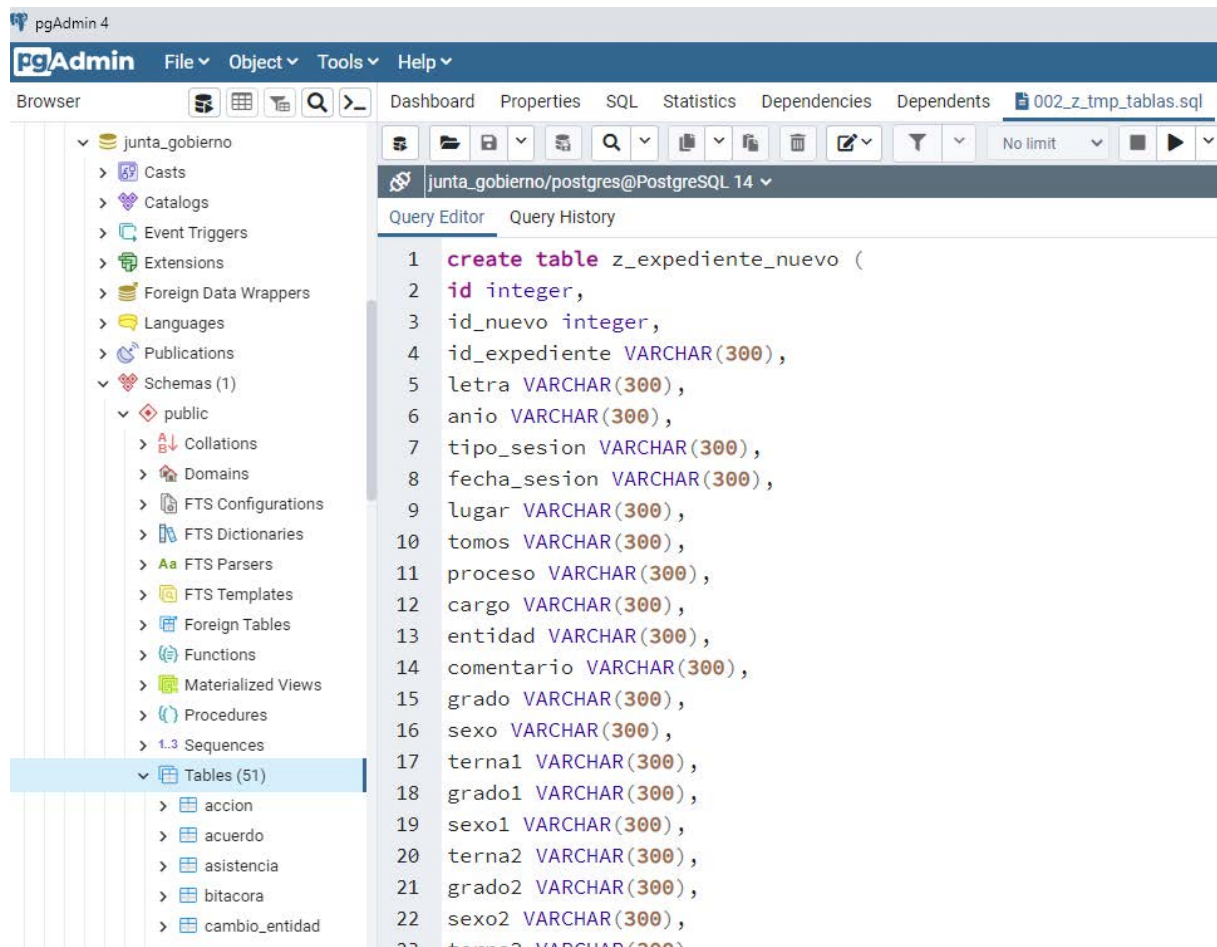 pgAdmin 4
pgAdmin File Object Tools Help
Browser
Dashboard Properties SQL Statistics Dependencies Dependents 002_z_tmp_tablas.sql
No limit
junta_gobierno/postgres@PostgreSQL 14
Query Editor Query History
junta_gobierno
Casts
Catalogs
Event Triggers
Extensions
Foreign Data Wrappers
Languages
Publications
Schemas (1)
public
Collations
Domains
FTS Configurations
FTS Dictionaries
Aa FTS Parsers
FTS Templates
Foreign Tables
Functions
Materialized Views
Procedures
1..3 Sequences
Tables (51)
accion
acuerdo
asistencia
bitacora
cambio_entidad
1 create table z_expediente_nuevo (
2 id integer,
3 id_nuevo integer,
4 id_expediente VARCHAR(300),
5 letra VARCHAR(300),
6 anio VARCHAR(300),
7 tipo_sesion VARCHAR(300),
8 fecha_sesion VARCHAR(300),
9 lugar VARCHAR(300),
10 tomos VARCHAR(300),
11 proceso VARCHAR(300),
12 cargo VARCHAR(300),
13 entidad VARCHAR(300),
14 comentario VARCHAR(300),
15 grado VARCHAR(300),
16 sexo VARCHAR(300),
17 terna1 VARCHAR(300),
18 grado1 VARCHAR(300),
19 sexo1 VARCHAR(300),
20 terna2 VARCHAR(300),
21 grado2 VARCHAR(300),
22 sexo2 VARCHAR(300),